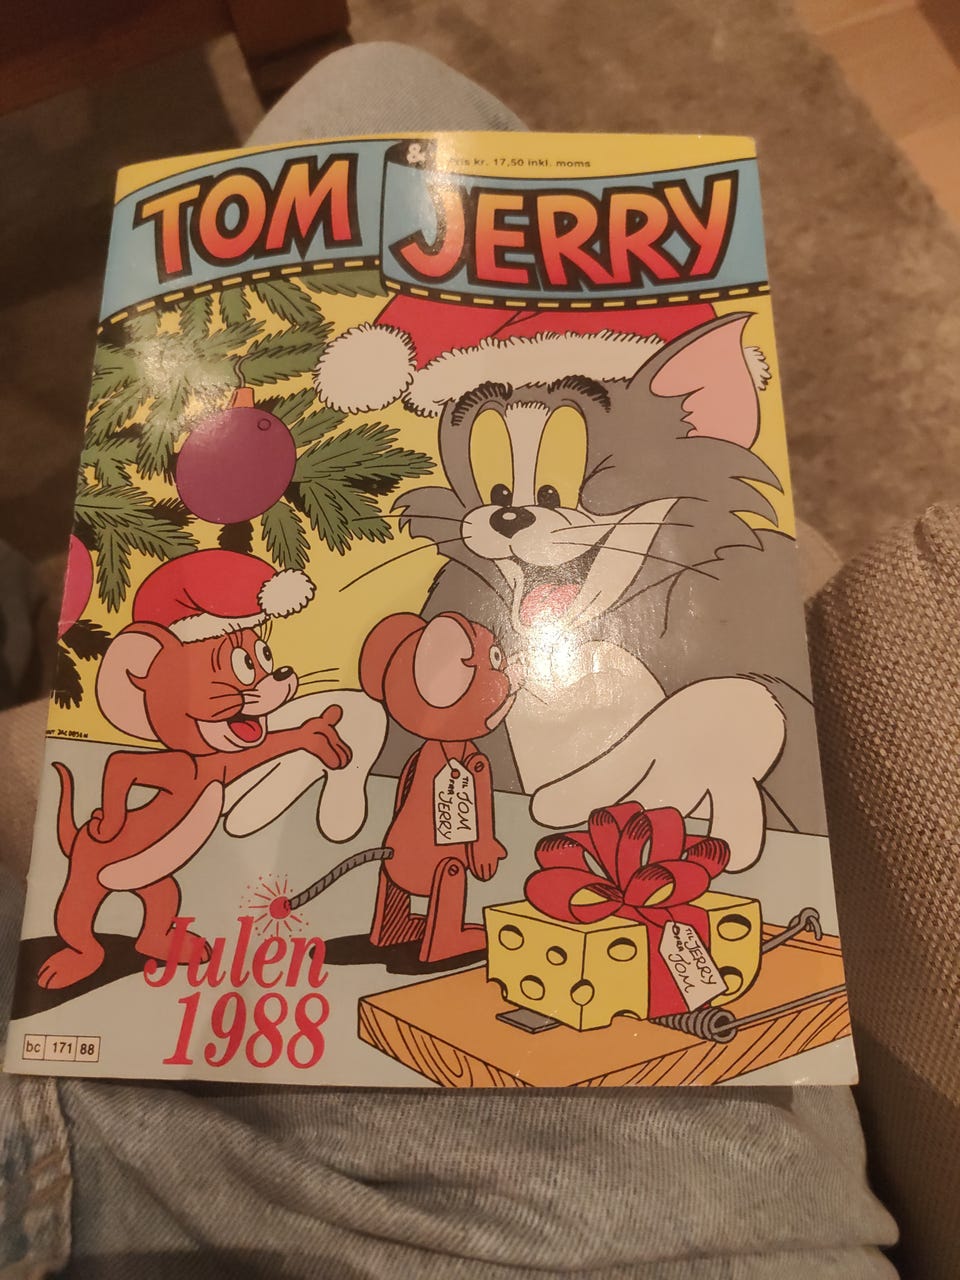 TOM & JERRY
kr. 17,50 inkl. moms
JACOBSEN
TIL TOM
FRA JERRY
TIL JERRY
FRA TOM
Julen
1988
bc 171 88